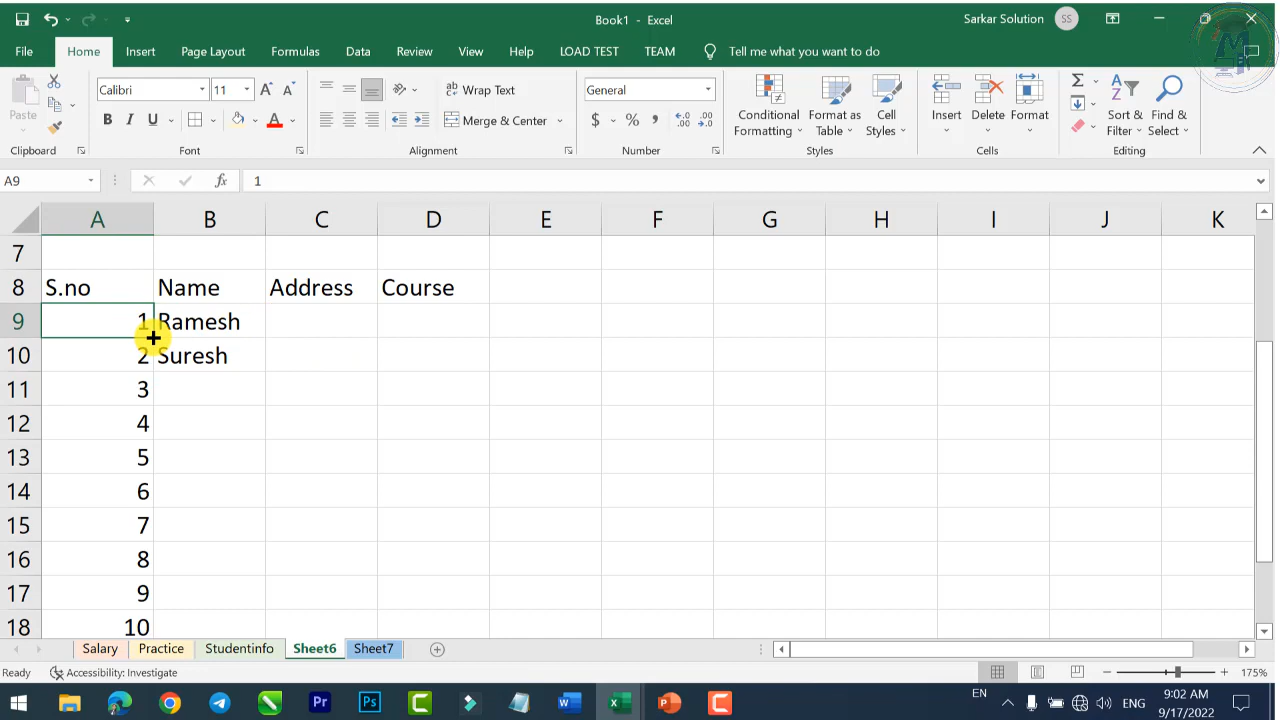 Book1 - Excel
Sarkar Solution
SS
File Home Insert Page Layout Formulas Data Review View Help LOAD TEST TEAM Tell me what you want to do
Paste
Calibri
11
B I U
A
Wrap Text
Merge & Center
General
$ % ,
Conditional Formatting
Format as Table
Cell Styles
Insert
Delete
Format
Sort & Filter
Find & Select
Clipboard Font Alignment Number Styles Cells Editing
A9
fx
1
A B C D E F G H I J K
7
8 S.no Name Address Course
9 1 Ramesh
10 2 Suresh
11 3
12 4
13 5
14 6
15 7
16 8
17 9
18 10
Salary Practice Studentinfo Sheet6 Sheet7
Ready Accessibility: Investigate 175%
EN
ENG
9:02 AM
9/17/2022